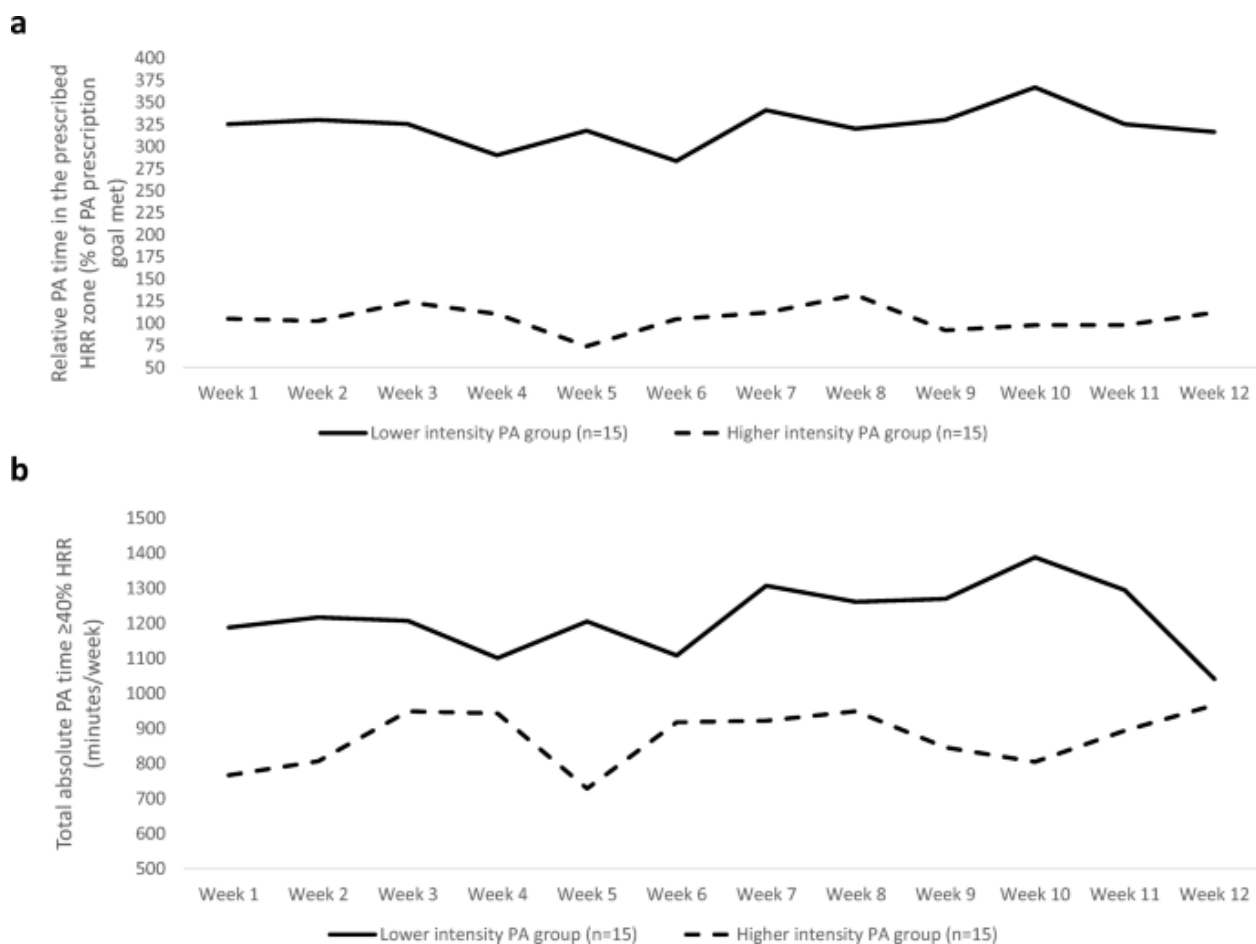 a
Relative PA time in the prescribed
HRR zone (% of PA prescription
goal met)
400
375
350
325
300
275
250
225
200
175
150
125
100
75
50
Week 1 Week 2 Week 3 Week 4 Week 5 Week 6 Week 7 Week 8 Week 9 Week 10 Week 11 Week 12
Lower intensity PA group (n=15) Higher intensity PA group (n=15)
b
Total absolute PA time ≥40% HRR
(minutes/week)
1500
1400
1300
1200
1100
1000
900
800
700
600
500
Week 1 Week 2 Week 3 Week 4 Week 5 Week 6 Week 7 Week 8 Week 9 Week 10 Week 11 Week 12
Lower intensity PA group (n=15) Higher intensity PA group (n=15)